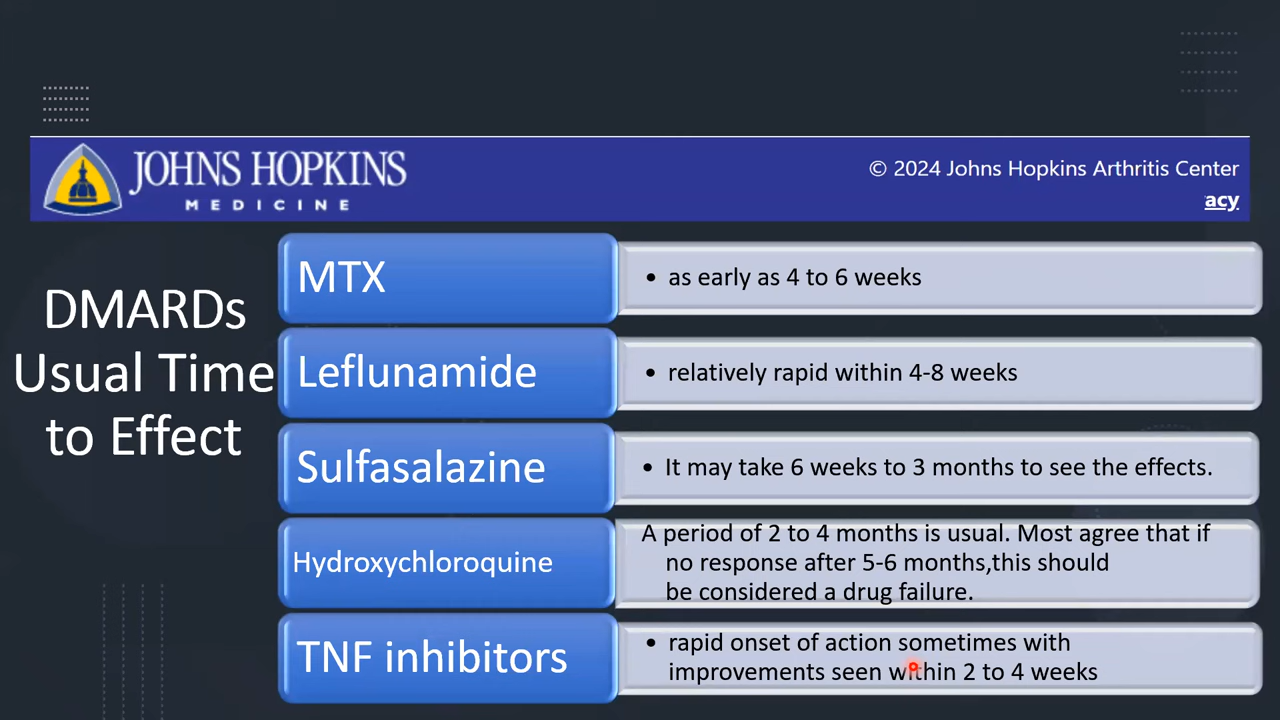 JOHNS HOPKINS
MEDICINE
© 2024 Johns Hopkins Arthritis Center
acy
DMARDs
Usual Time
to Effect
MTX
• as early as 4 to 6 weeks
Leflunamide
• relatively rapid within 4-8 weeks
Sulfasalazine
• It may take 6 weeks to 3 months to see the effects.
Hydroxychloroquine
A period of 2 to 4 months is usual. Most agree that if
no response after 5-6 months,this should
be considered a drug failure.
TNF inhibitors
• rapid onset of action sometimes with
improvements seen within 2 to 4 weeks